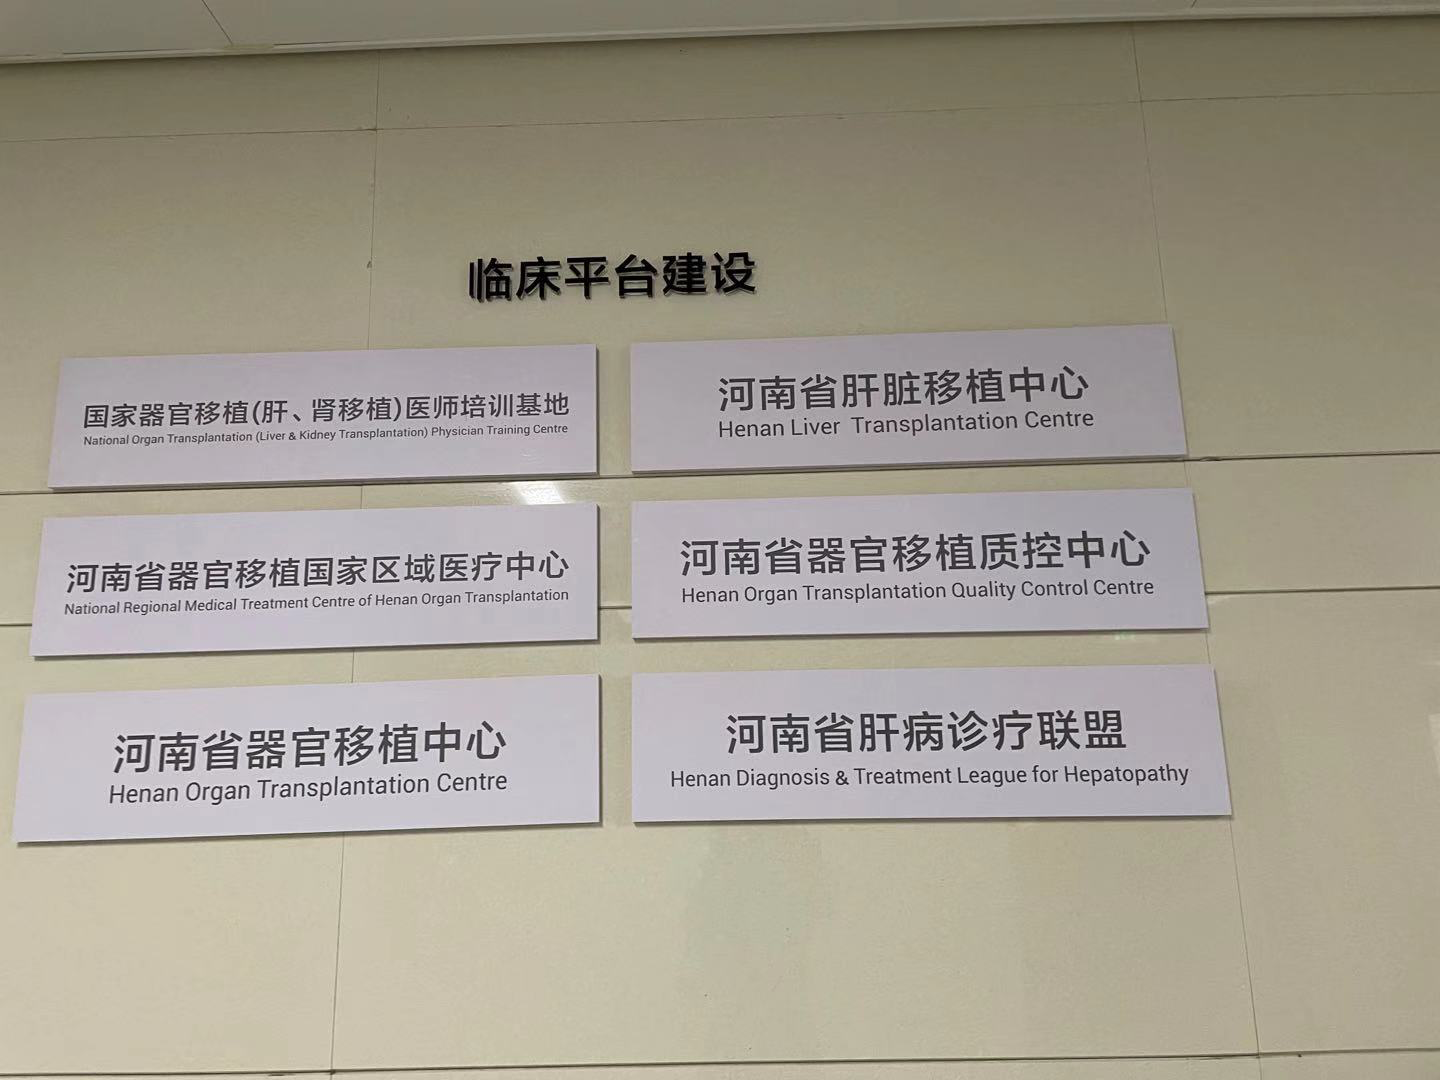 临床平台建设
国家器官移植(肝、肾移植)医师培训基地
National Organ Transplantation (Liver & Kidney Transplantation) Physician Training Centre
河南省肝脏移植中心
Henan Liver Transplantation Centre
河南省器官移植国家区域医疗中心
National Regional Medical Treatment Centre of Henan Organ Transplantation
河南省器官移植质控中心
Henan Organ Transplantation Quality Control Centre
河南省器官移植中心
Henan Organ Transplantation Centre
河南省肝病诊疗联盟
Henan Diagnosis & Treatment League for Hepatopathy